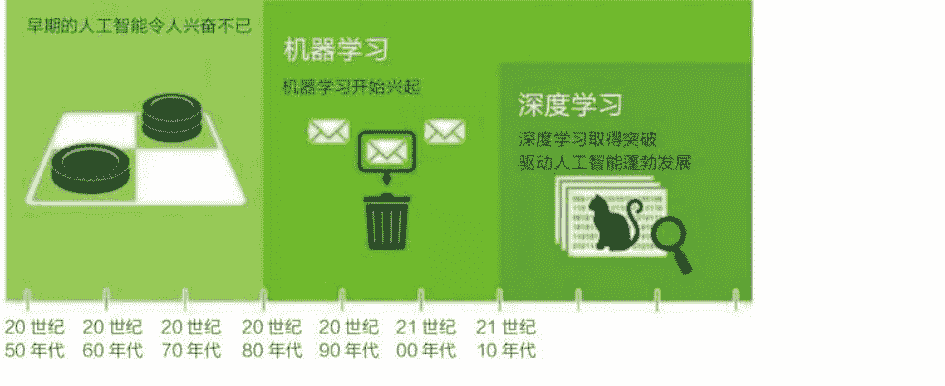 早期的人工智能令人兴奋不已
机器学习
机器学习开始兴起
深度学习
深度学习取得突破
驱动人工智能蓬勃发展
20 世纪
50 年代
20 世纪
60 年代
20 世纪
70 年代
20 世纪
80 年代
20 世纪
90 年代
21 世纪
00 年代
21 世纪
10 年代